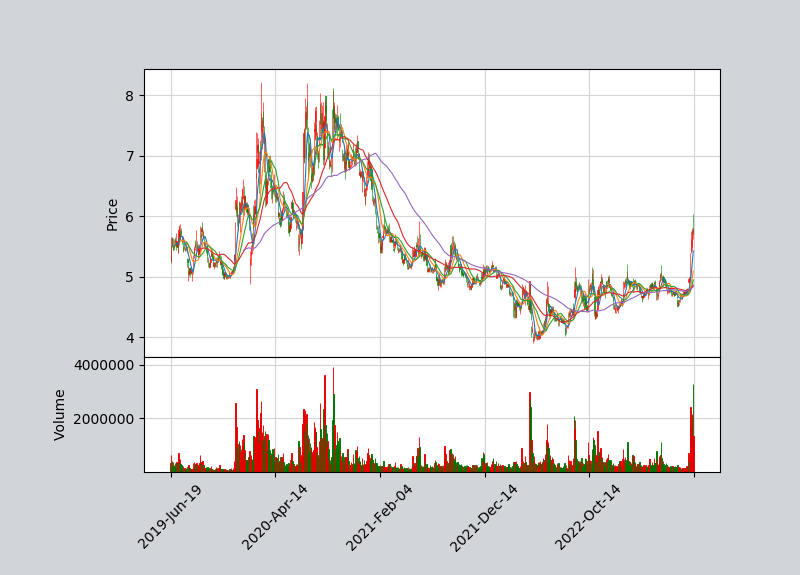 8
7
6
5
4
Price
4000000
2000000
Volume
2019-Jun-19
2020-Apr-14
2021-Feb-04
2021-Dec-14
2022-Oct-14